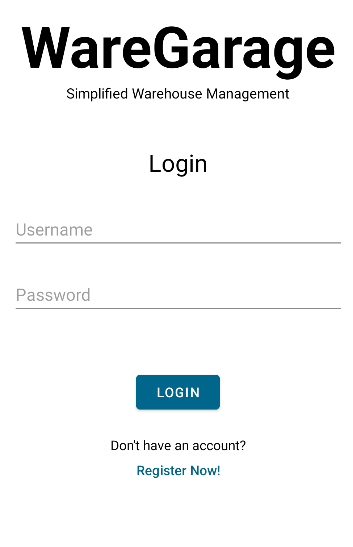 WareGarage
Simplified Warehouse Management
Login
Username
Password
LOGIN
Don't have an account?
Register Now!